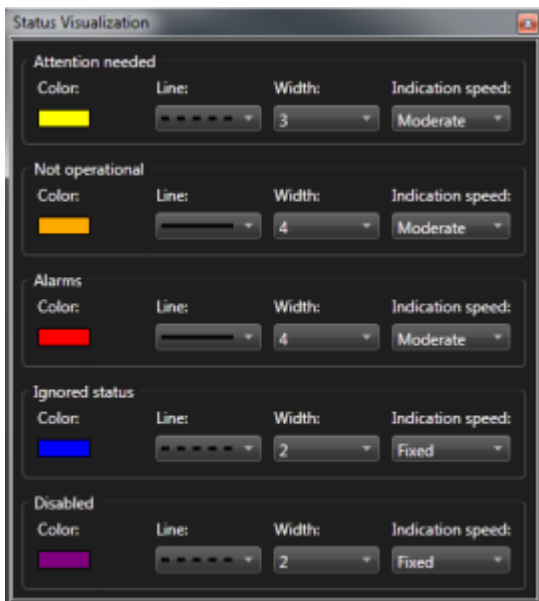 Status Visualization
Attention needed
Color: Line: Width: Indication speed:
3 Moderate
Not operational
Color: Line: Width: Indication speed:
4 Moderate
Alarms
Color: Line: Width: Indication speed:
4 Moderate
Ignored status
Color: Line: Width: Indication speed:
2 Fixed
Disabled
Color: Line: Width: Indication speed:
2 Fixed